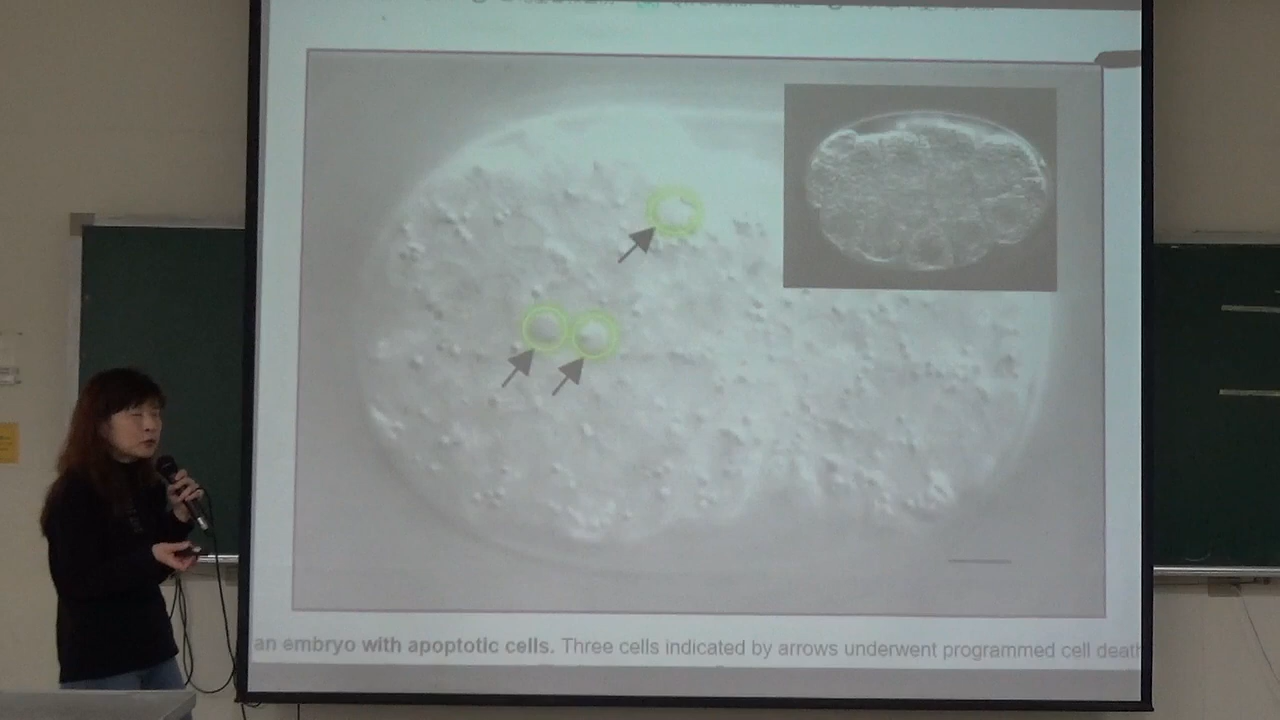 an embryo with apoptotic cells. Three cells indicated by arrows underwent programmed cell death